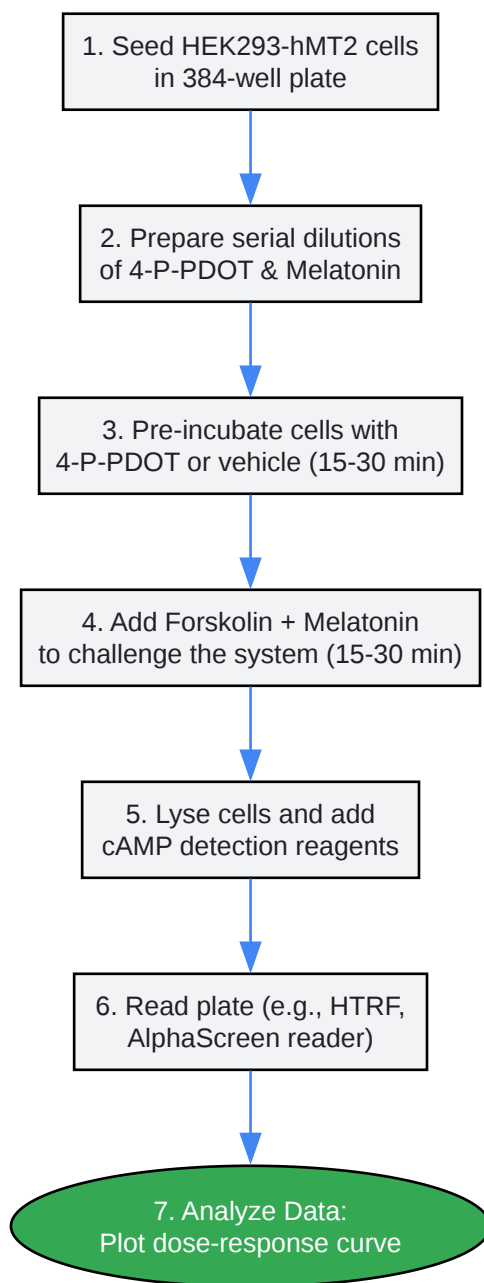 1. Seed HEK293-hMT2 cells
in 384-well plate
2. Prepare serial dilutions
of 4-P-PDOT & Melatonin
3. Pre-incubate cells with
4-P-PDOT or vehicle (15-30 min)
4. Add Forskolin + Melatonin
to challenge the system (15-30 min)
5. Lyse cells and add
cAMP detection reagents
6. Read plate (e.g., HTRF,
AlphaScreen reader)
7. Analyze Data:
Plot dose-response curve